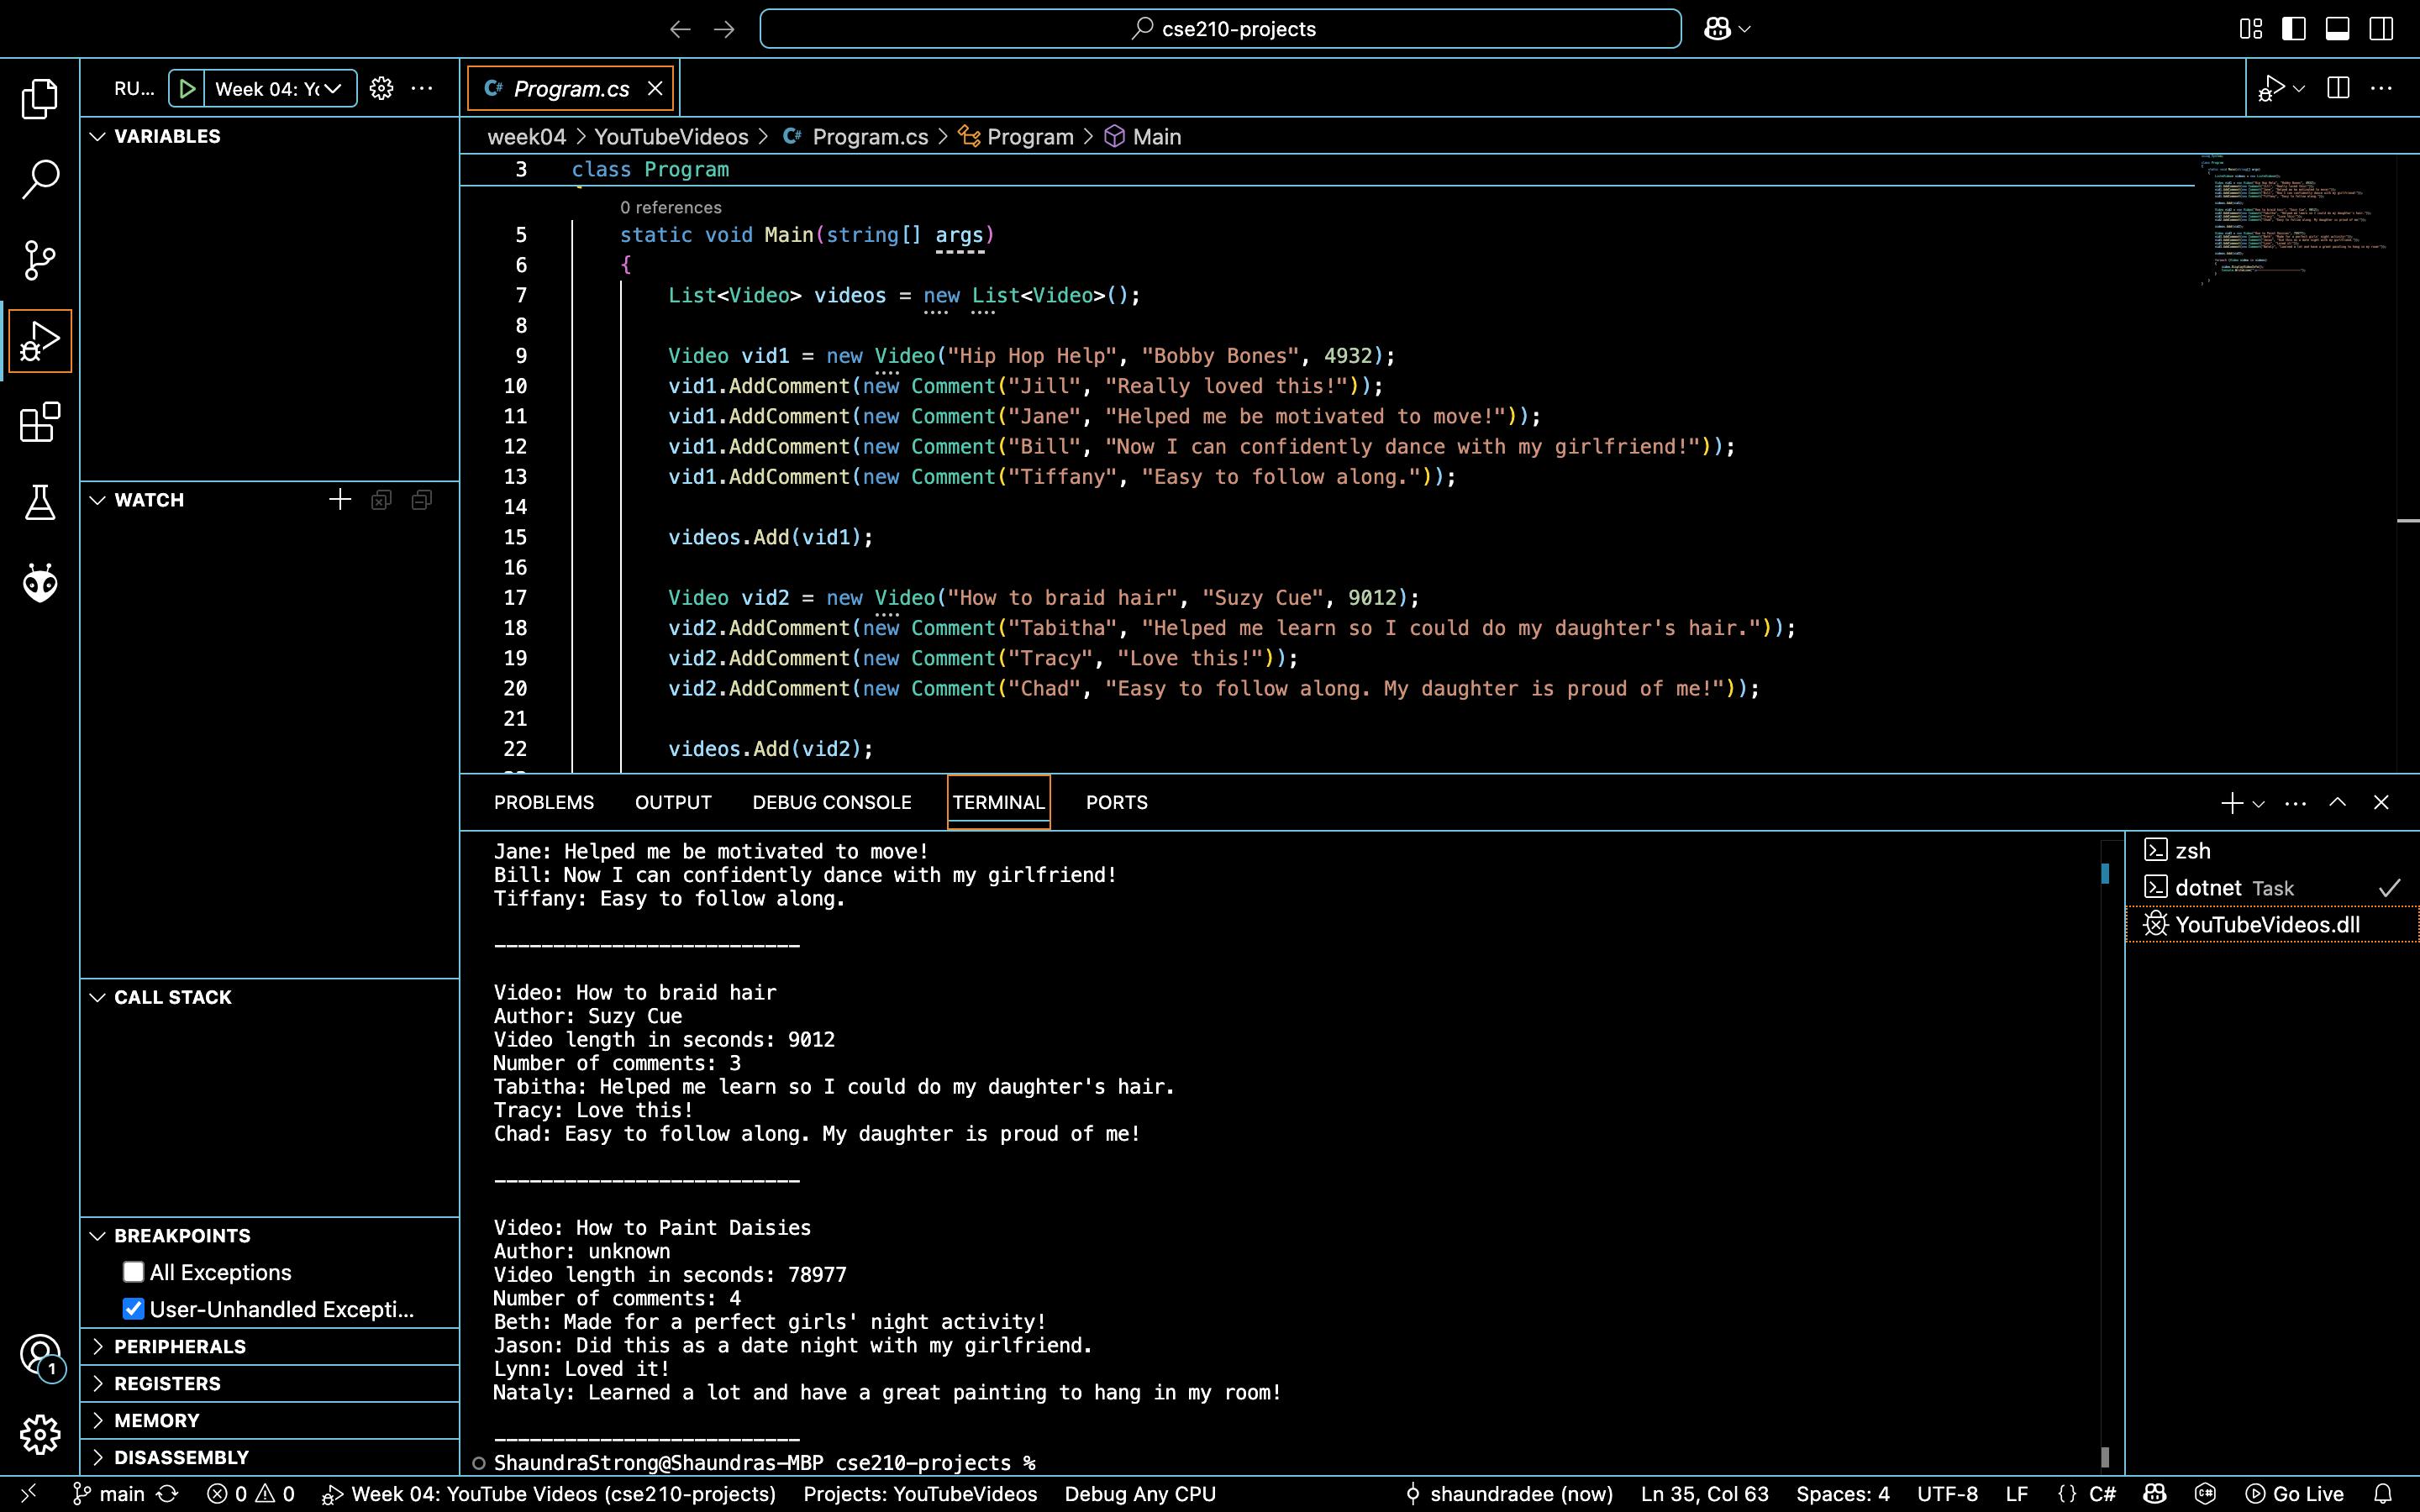 cse210-projects
RU... Week 04: Yo
Program.cs
week04 > YouTubeVideos > Program.cs > Program > Main
VARIABLES
WATCH
CALL STACK
BREAKPOINTS
All Exceptions
User-Unhandled Excepti...
PERIPHERALS
REGISTERS
MEMORY
DISASSEMBLY
1
3 class Program
0 references
5 static void Main(string[] args)
6 {
7 List<Video> videos = new List<Video>();
8
9 Video vid1 = new Video("Hip Hop Help", "Bobby Bones", 4932);
10 vid1.AddComment(new Comment("Jill", "Really loved this!"));
11 vid1.AddComment(new Comment("Jane", "Helped me be motivated to move!"));
12 vid1.AddComment(new Comment("Bill", "Now I can confidently dance with my girlfriend!"));
13 vid1.AddComment(new Comment("Tiffany", "Easy to follow along."));
14
15 videos.Add(vid1);
16
17 Video vid2 = new Video("How to braid hair", "Suzy Cue", 9012);
18 vid2.AddComment(new Comment("Tabitha", "Helped me learn so I could do my daughter's hair."));
19 vid2.AddComment(new Comment("Tracy", "Love this!"));
20 vid2.AddComment(new Comment("Chad", "Easy to follow along. My daughter is proud of me!"));
21
22 videos.Add(vid2);
PROBLEMS OUTPUT DEBUG CONSOLE TERMINAL PORTS
Jane: Helped me be motivated to move!
Bill: Now I can confidently dance with my girlfriend!
Tiffany: Easy to follow along.
--------------------------
Video: How to braid hair
Author: Suzy Cue
Video length in seconds: 9012
Number of comments: 3
Tabitha: Helped me learn so I could do my daughter's hair.
Tracy: Love this!
Chad: Easy to follow along. My daughter is proud of me!
--------------------------
Video: How to Paint Daisies
Author: unknown
Video length in seconds: 78977
Number of comments: 4
Beth: Made for a perfect girls' night activity!
Jason: Did this as a date night with my girlfriend.
Lynn: Loved it!
Nataly: Learned a lot and have a great painting to hang in my room!
--------------------------
ShaundraStrong@Shaundras-MBP cse210-projects %
zsh
dotnet Task
YouTubeVideos.dll
main 0 0 Week 04: YouTube Videos (cse210-projects) Projects: YouTubeVideos Debug Any CPU shaundradee (now) Ln 35, Col 63 Spaces: 4 UTF-8 LF {} C# Go Live